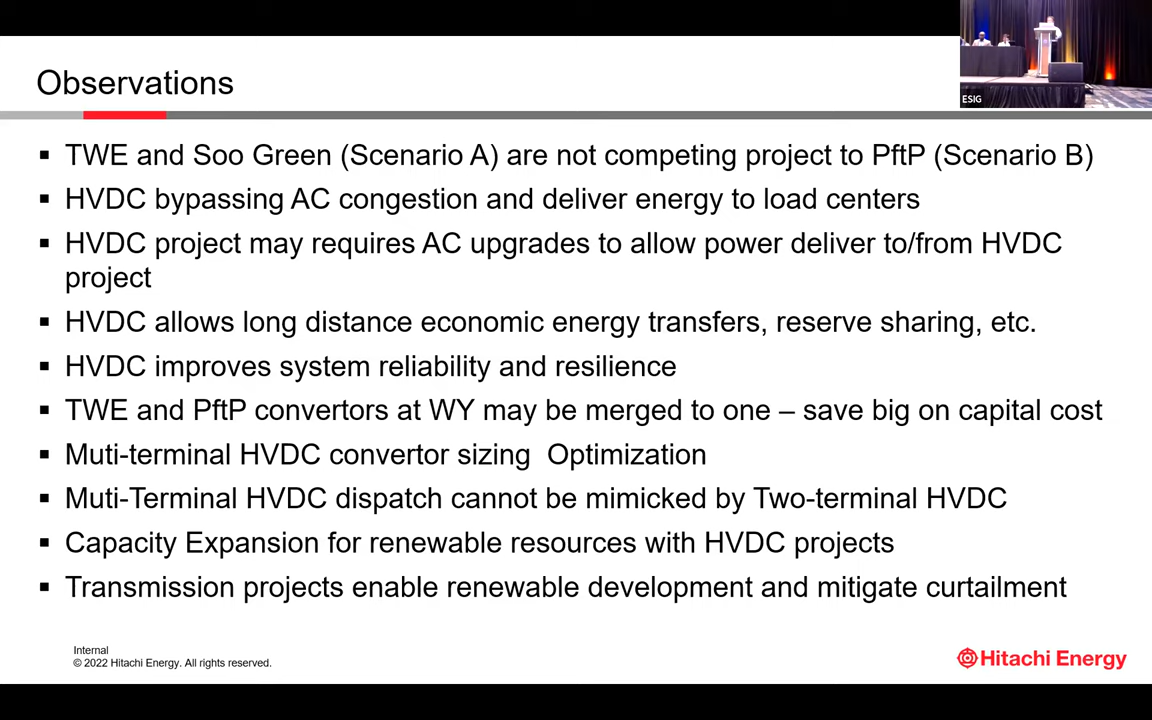 ESIG
Observations
▪ TWE and Soo Green (Scenario A) are not competing project to PftP (Scenario B)
▪ HVDC bypassing AC congestion and deliver energy to load centers
▪ HVDC project may requires AC upgrades to allow power deliver to/from HVDC
project
▪ HVDC allows long distance economic energy transfers, reserve sharing, etc.
▪ HVDC improves system reliability and resilience
▪ TWE and PftP convertors at WY may be merged to one – save big on capital cost
▪ Muti-terminal HVDC convertor sizing  Optimization
▪ Muti-Terminal HVDC dispatch cannot be mimicked by Two-terminal HVDC
▪ Capacity Expansion for renewable resources with HVDC projects
▪ Transmission projects enable renewable development and mitigate curtailment
Internal
© 2022 Hitachi Energy. All rights reserved.
Hitachi Energy